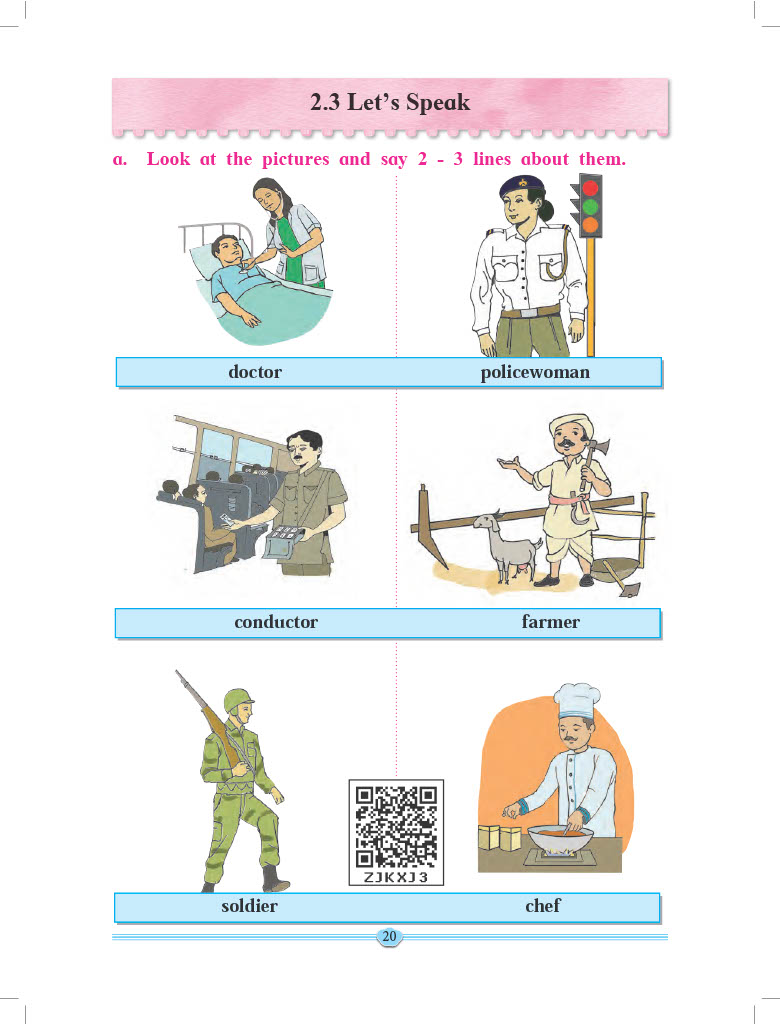 2.3 Let’s Speak
a. Look at the pictures and say 2 - 3 lines about them.
doctor policewoman
conductor farmer
soldier chef
ZJKXJ3
20